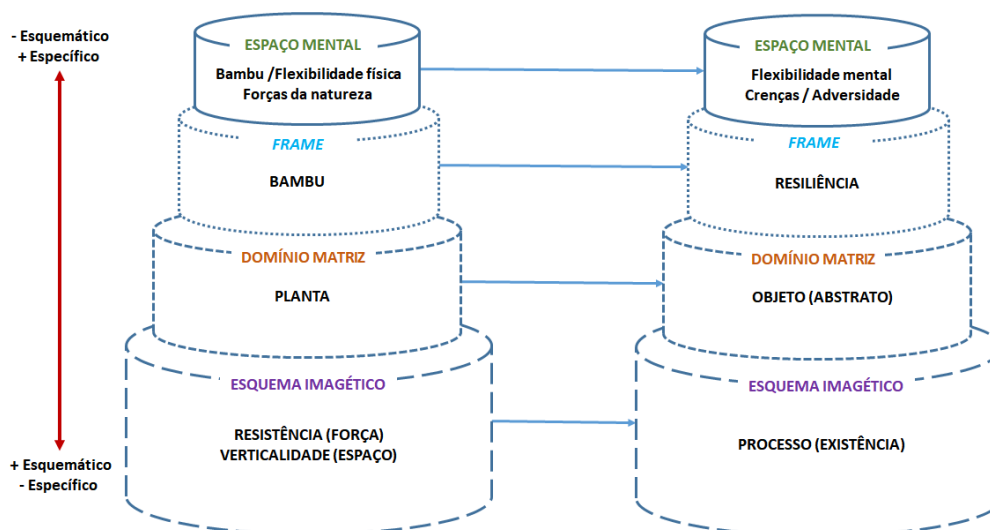 - Esquemático
+ Específico
ESPAÇO MENTAL
Bambu /Flexibilidade física
Forças da natureza
ESPAÇO MENTAL
Flexibilidade mental
Crenças / Adversidade
FRAME
BAMBU
FRAME
RESILIÊNCIA
DOMÍNIO MATRIZ
PLANTA
DOMÍNIO MATRIZ
OBJETO (ABSTRATO)
ESQUEMA IMAGÉTICO
RESISTÊNCIA (FORÇA)
VERTICALIDADE (ESPAÇO)
ESQUEMA IMAGÉTICO
PROCESSO (EXISTÊNCIA)
+ Esquemático
- Específico